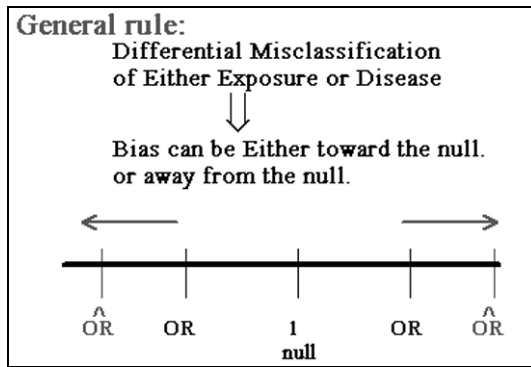 General rule:
Differential Misclassification
of Either Exposure or Disease
Bias can be Either toward the null.
or away from the null.
^
OR OR 1 OR ^
OR
null